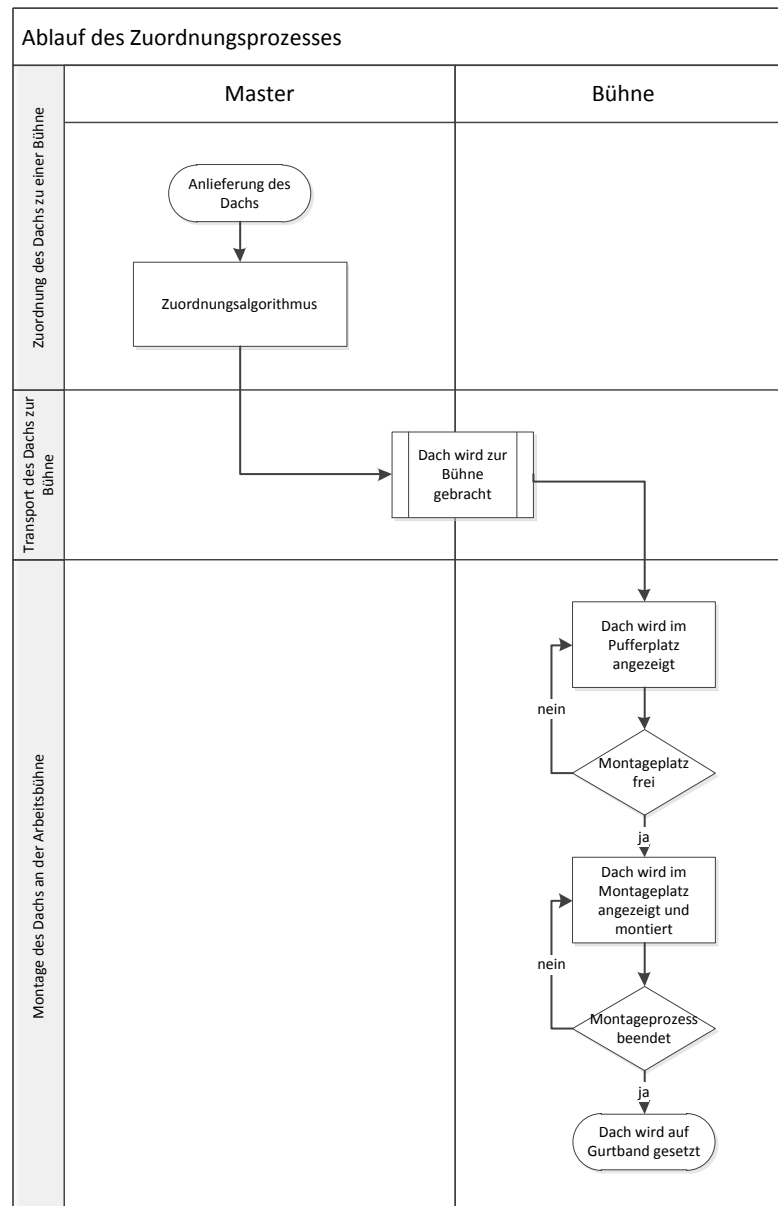 Ablauf des Zuordnungsprozesses
Master
Bühne
Zuordnung des Dachs zu einer Bühne
Anlieferung des
Dachs
Zuordnungsalgorithmus
Transport des Dachs zur
Bühne
Dach wird zur
Bühne
gebracht
Montage des Dachs an der Arbeitsbühne
Dach wird im
Pufferplatz
angezeigt
nein
Montageplatz
frei
ja
Dach wird im
Montageplatz
angezeigt und
montiert
nein
Montageprozess
beendet
ja
Dach wird auf
Gurtband gesetzt